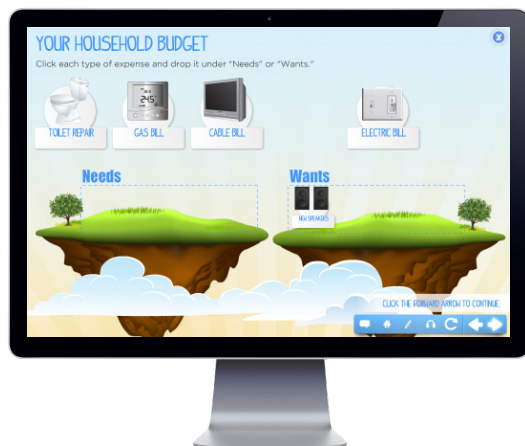 YOUR HOUSEHOLD BUDGET
Click each type of expense and drop it under "Needs" or "Wants."
TOILET REPAIR
GAS BILL
CABLE BILL
ELECTRIC BILL
Needs
Wants
NEW SPEAKERS
CLICK THE FORWARD ARROW TO CONTINUE.